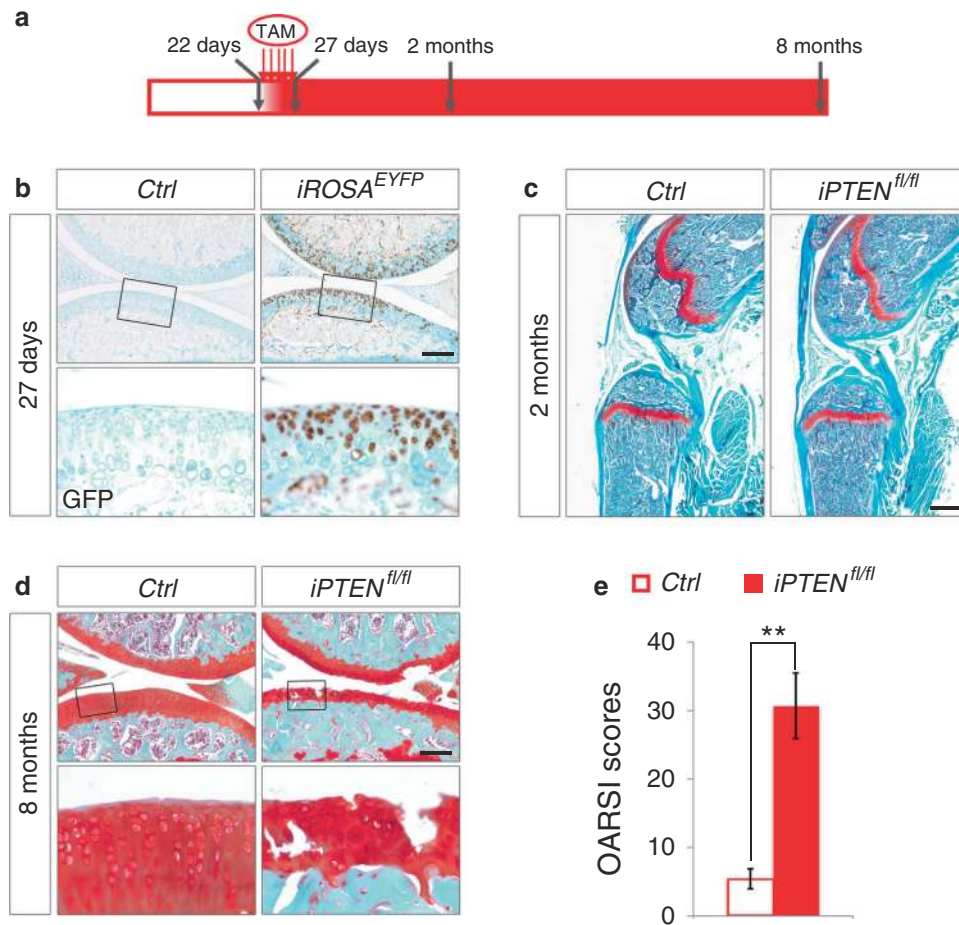 a
TAM
22 days 27 days 2 months 8 months
b
Ctrl iROSA^EYFP
27 days
GFP
c
Ctrl iPTEN^fl/fl
2 months
d
Ctrl iPTEN^fl/fl
8 months
e
Ctrl iPTEN^fl/fl
**
OARSI scores
40
30
20
10
0